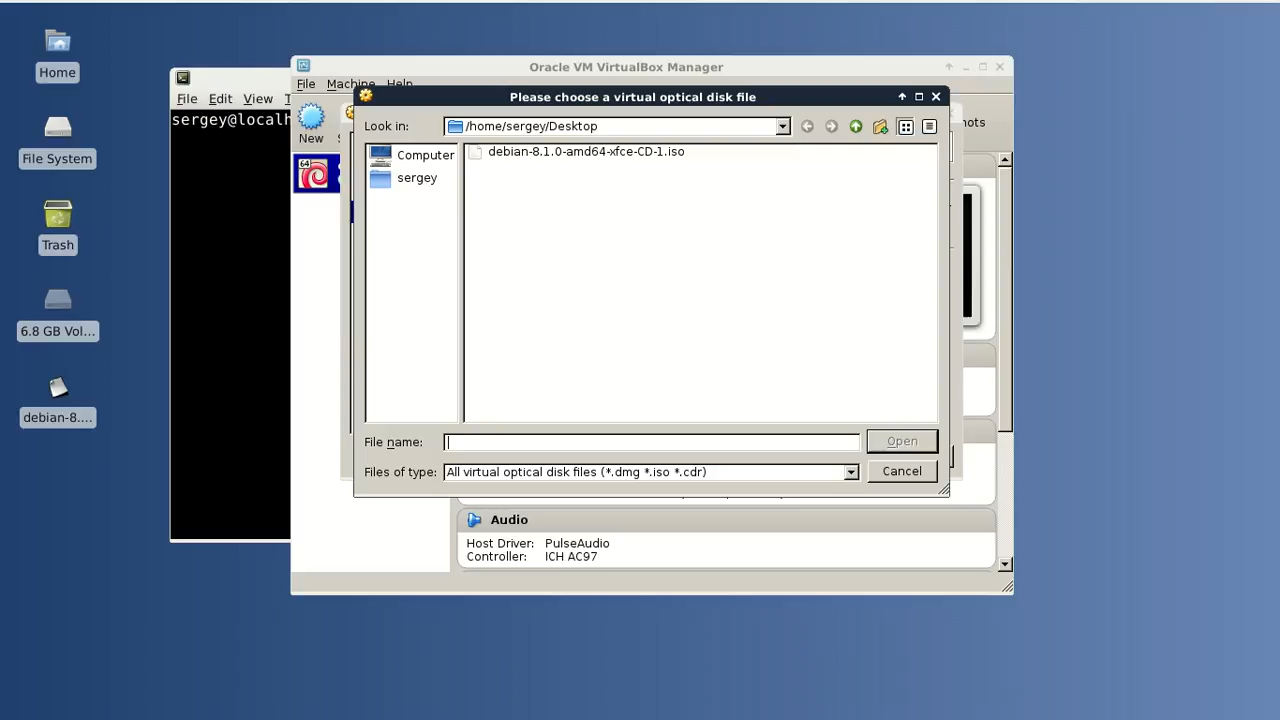 Home
File System
Trash
6.8 GB Vol...
debian-8....
File Edit View T
sergey@localh
Oracle VM VirtualBox Manager
File Machine Help
New
64
Please choose a virtual optical disk file
Look in: /home/sergey/Desktop
Computer
sergey
debian-8.1.0-amd64-xfce-CD-1.iso
File name: Open
Files of type: All virtual optical disk files (*.dmg *.iso *.cdr) Cancel
Audio
Host Driver: PulseAudio
Controller: ICH AC97